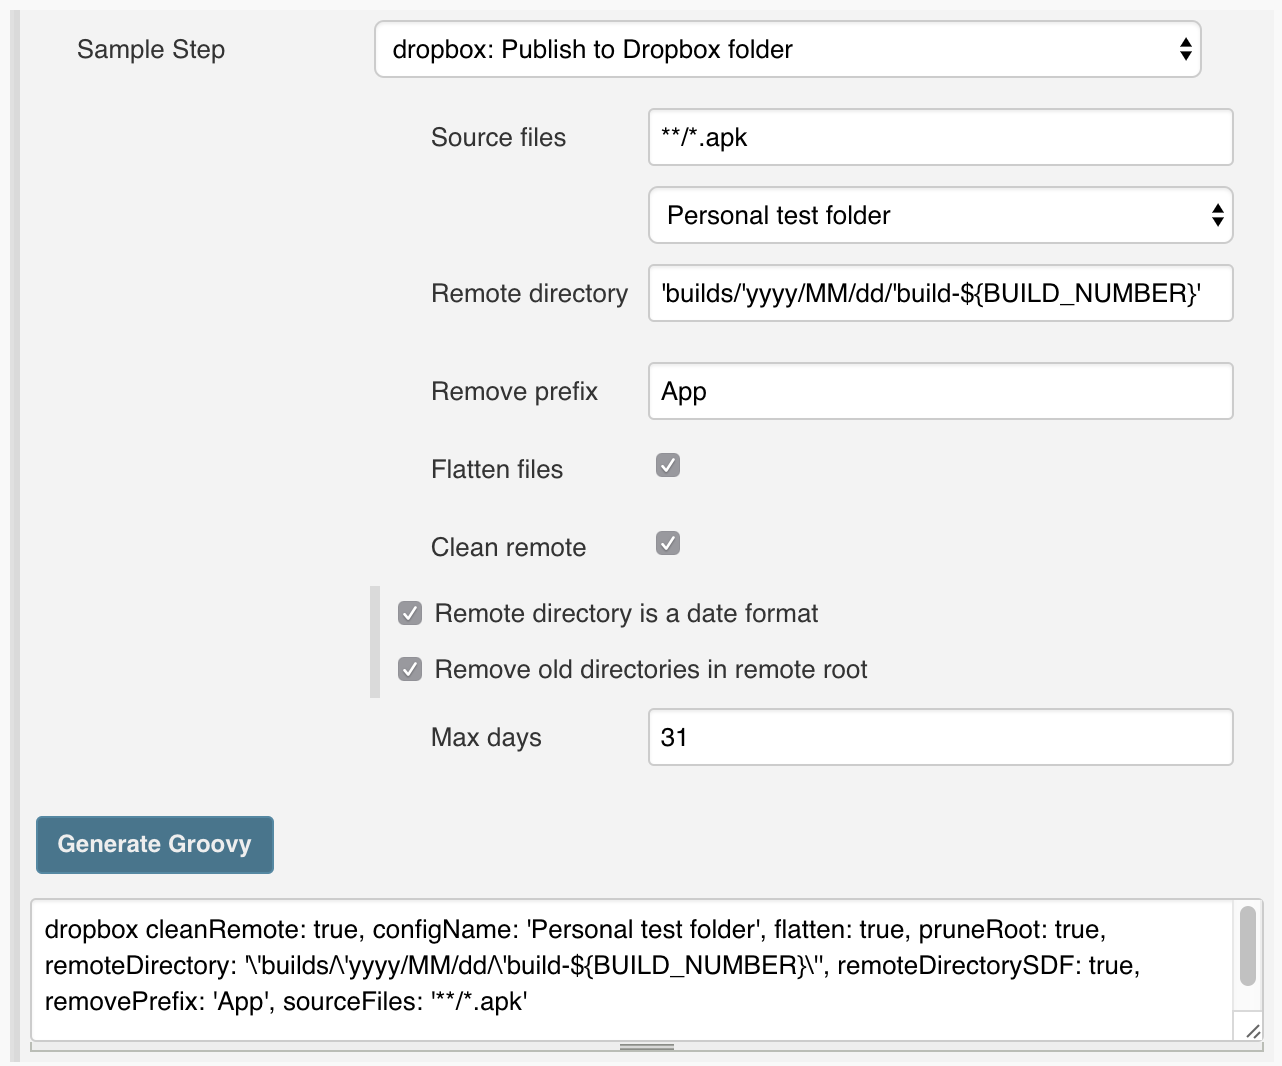 Sample Step dropbox: Publish to Dropbox folder
Source files **/*.apk
Personal test folder
Remote directory 'builds/'yyyy/MM/dd/'build-${BUILD_NUMBER}'
Remove prefix App
Flatten files
Clean remote
Remote directory is a date format
Remove old directories in remote root
Max days 31
Generate Groovy
dropbox cleanRemote: true, configName: 'Personal test folder', flatten: true, pruneRoot: true,
remoteDirectory: '\'builds/\'yyyy/MM/dd/\'build-${BUILD_NUMBER}\'', remoteDirectorySDF: true,
removePrefix: 'App', sourceFiles: '**/*.apk'